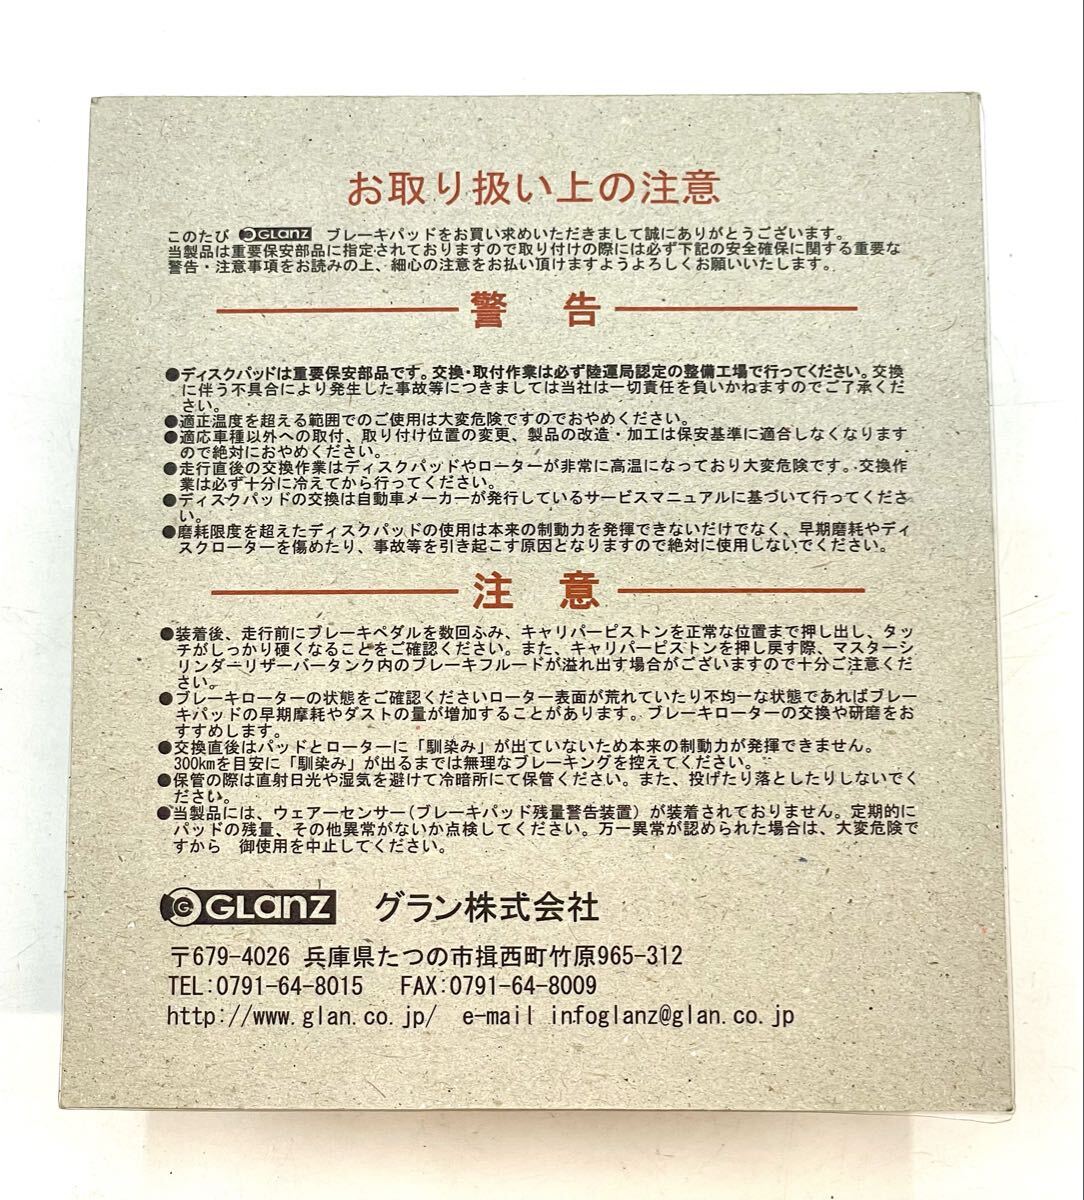 お取り扱い上の注意
このたび GLanz ブレーキパッドをお買い求めいただきまして誠にありがとうございます。
当製品は重要保安部品に指定されておりますので取り付けの際には必ず下記の安全確保に関する重要な
警告・注意事項をお読みの上、細心の注意をお払い頂けますようよろしくお願いいたします。
警 告
●ディスクパッドは重要保安部品です。交換・取付作業は必ず陸運局認定の整備工場で行ってください。交換
に伴う不具合により発生した事故等につきましては当社は一切責任を負いかねますのでご了承くだ
さい。
●適正温度を超える範囲でのご使用は大変危険ですのでおやめください。
●適応車種以外への取付、取り付け位置の変更、製品の改造・加工は保安基準に適合しなくなります
ので絶対におやめください。
●走行直後の交換作業はディスクパッドやローターが非常に高温になっており大変危険です。交換作
業は必ず十分に冷えてから行ってください。
●ディスクパッドの交換は自動車メーカーが発行しているサービスマニュアルに基づいて行ってくださ
い。
●磨耗限度を超えたディスクパッドの使用は本来の制動力を発揮できないだけでなく、早期磨耗やディ
スクローターを傷めたり、事故等を引き起こす原因となりますので絶対に使用しないでください。
注 意
●装着後、走行前にブレーキペダルを数回ふみ、キャリパーピストンを正常な位置まで押し出し、タッ
チがしっかり硬くなることをご確認ください。また、キャリパーピストンを押し戻す際、マスターシ
リンダーリザーバータンク内のブレーキフルードが溢れ出す場合がございますので十分ご注意くだ
さい。
●ブレーキローターの状態をご確認くださいローター表面が荒れていたり不均一な状態であればブレー
キパッドの早期摩耗やダストの量が増加することがあります。ブレーキローターの交換や研磨をお
すすめします。
●交換直後はパッドとローターに「馴染み」が出ていないため本来の制動力が発揮できません。
300kmを目安に「馴染み」が出るまでは無理なブレーキングを控えてください。
●保管の際は直射日光や湿気を避けて冷暗所にて保管ください。また、投げたり落としたりしないでく
ださい。
●当製品には、ウェアーセンサー(ブレーキパッド残量警告装置)が装着されておりません。定期的に
パッドの残量、その他異常がないか点検してください。万一異常が認められた場合は、大変危険で
すから 御使用を中止してください。
G GLanz グラン株式会社
〒679-4026 兵庫県たつの市揖西町竹原965-312
TEL:0791-64-8015 FAX:0791-64-8009
http://www.glan.co.jp/ e-mail infoglanz@glan.co.jp